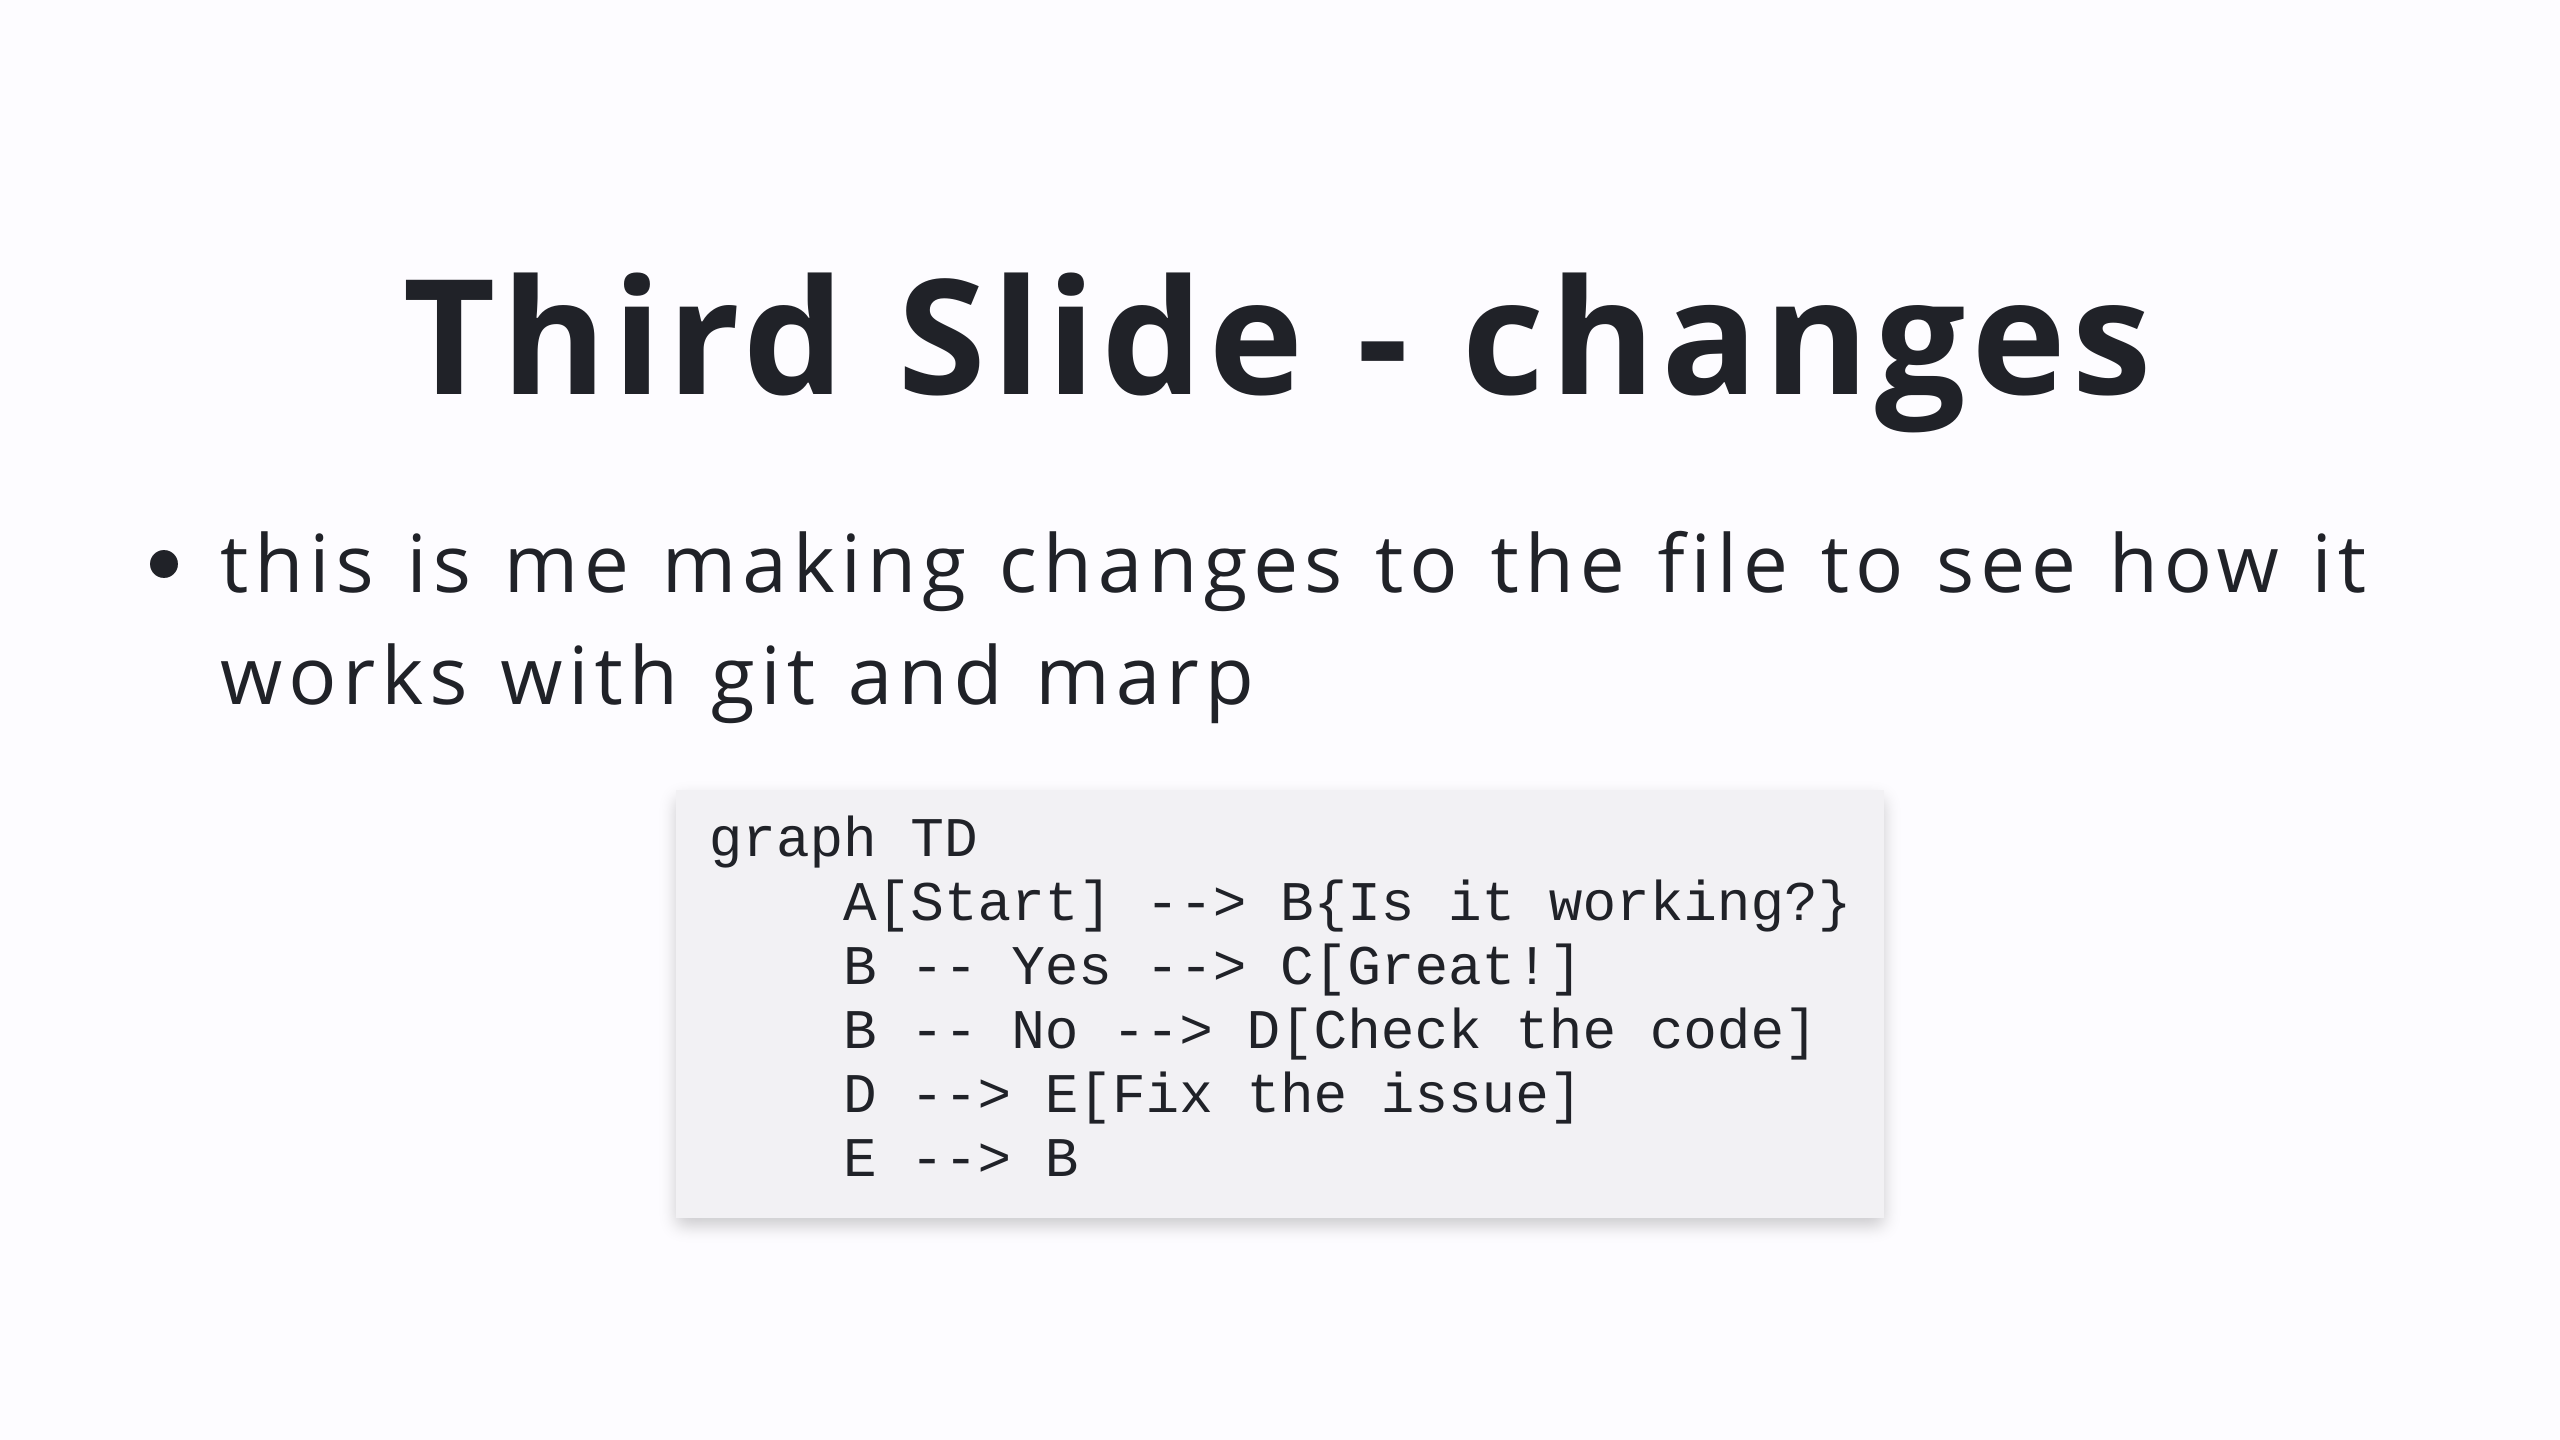 Third Slide - changes
this is me making changes to the file to see how it
works with git and marp
graph TD
    A[Start] --> B{Is it working?}
    B -- Yes --> C[Great!]
    B -- No --> D[Check the code]
    D --> E[Fix the issue]
    E --> B